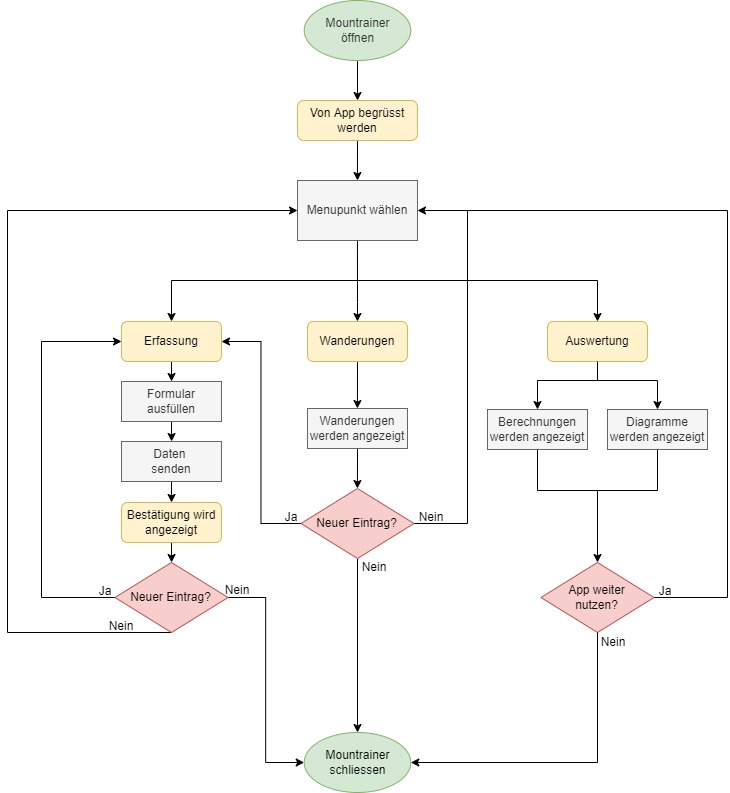 Mountrainer
öffnen
Von App begrüsst
werden
Menupunkt wählen
Erfassung
Wanderungen
Auswertung
Formular
ausfüllen
Wanderungen
werden angezeigt
Berechnungen
werden angezeigt
Diagramme
werden angezeigt
Daten
senden
Bestätigung wird
angezeigt
Ja
Neuer Eintrag?
Nein
Nein
Ja
Neuer Eintrag?
Nein
Nein
App weiter
nutzen?
Ja
Nein
Mountrainer
schliessen